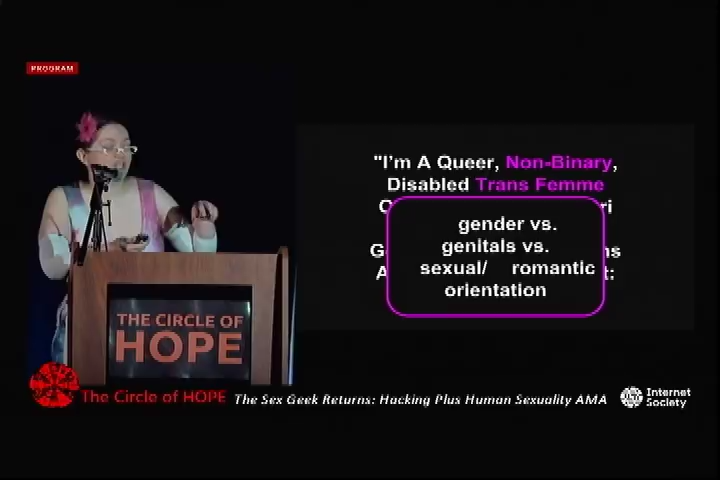 PROGRAM
"I'm A Queer, Non-Binary,
Disabled Trans Femme
gender vs.
genitals vs.
sexual/ romantic
orientation
THE CIRCLE OF
HOPE
The Circle of HOPE
The Sex Geek Returns: Hacking Plus Human Sexuality AMA
Internet
Society